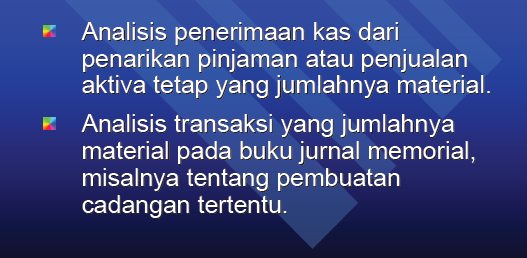 Analisis penerimaan kas dari
penarikan pinjaman atau penjualan
aktiva tetap yang jumlahnya material.
Analisis transaksi yang jumlahnya
material pada buku jurnal memorial,
misalnya tentang pembuatan
cadangan tertentu.